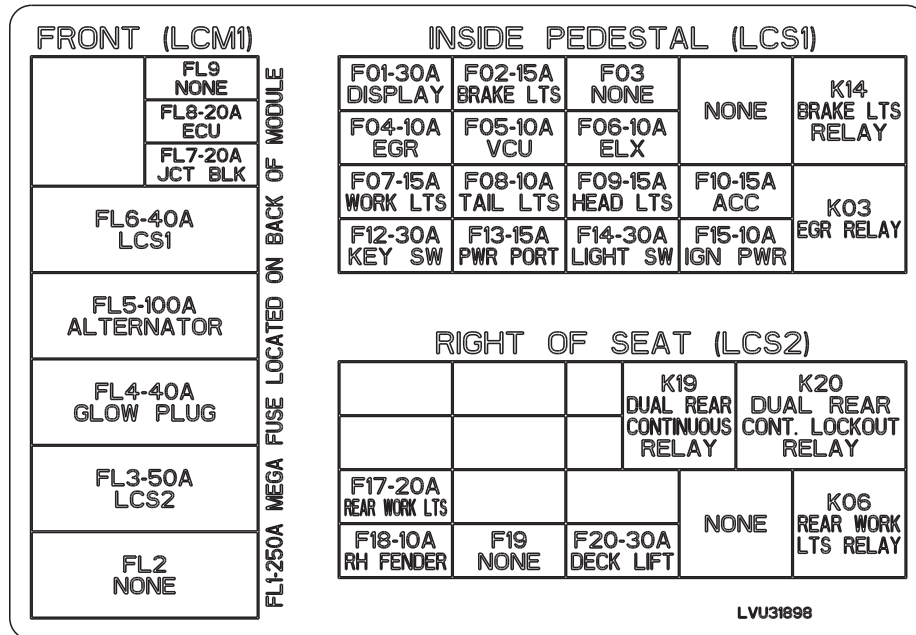 FRONT (LCM1)
FL9
NONE
FL8-20A
ECU
FL7-20A
JCT BLK
FL6-40A
LCS1
FL5-100A
ALTERNATOR
FL4-40A
GLOW PLUG
FL3-50A
LCS2
FL2
NONE
FL1-250A MEGA FUSE LOCATED ON BACK OF MODULE
INSIDE PEDESTAL (LCS1)
F01-30A
DISPLAY
F02-15A
BRAKE LTS
F03
NONE
NONE
K14
BRAKE LTS
RELAY
F04-10A
EGR
F05-10A
VCU
F06-10A
ELX
F07-15A
WORK LTS
F08-10A
TAIL LTS
F09-15A
HEAD LTS
F10-15A
ACC
K03
EGR RELAY
F12-30A
KEY SW
F13-15A
PWR PORT
F14-30A
LIGHT SW
F15-10A
IGN PWR
RIGHT OF SEAT (LCS2)
K19
DUAL REAR
CONTINUOUS
RELAY
K20
DUAL REAR
CONT. LOCKOUT
RELAY
F17-20A
REAR WORK LTS
NONE
K06
REAR WORK
LTS RELAY
F18-10A
RH FENDER
F19
NONE
F20-30A
DECK LIFT
LVU31898